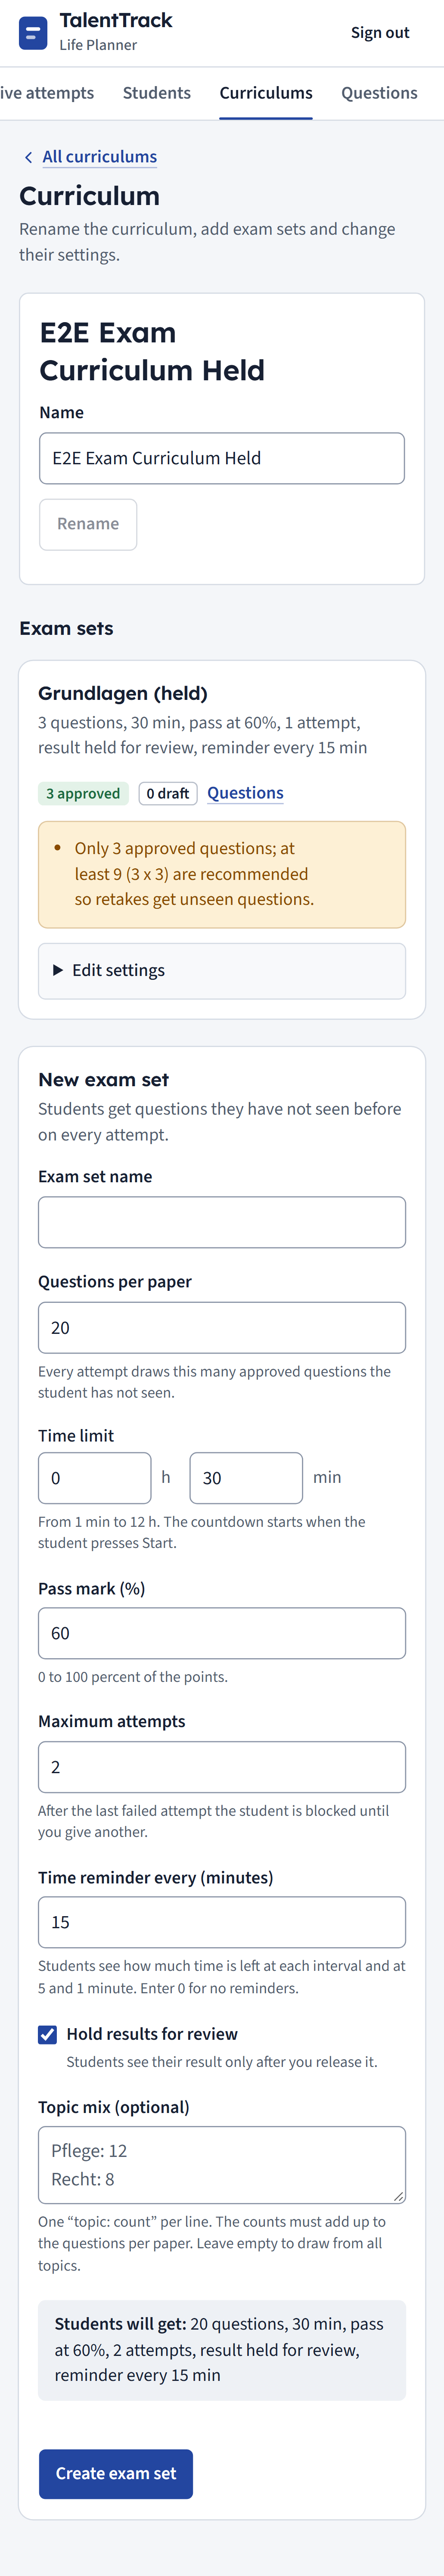 TalentTrack
Life Planner
Sign out
ive attempts
Students
Curriculums
Questions
All curriculums
Curriculum
Rename the curriculum, add exam sets and change
their settings.
E2E Exam
Curriculum Held
Name
E2E Exam Curriculum Held
Rename
Exam sets
Grundlagen (held)
3 questions, 30 min, pass at 60%, 1 attempt,
result held for review, reminder every 15 min
3 approved
0 draft
Questions
• Only 3 approved questions; at
least 9 (3 x 3) are recommended
so retakes get unseen questions.
Edit settings
New exam set
Students get questions they have not seen before
on every attempt.
Exam set name
Questions per paper
20
Every attempt draws this many approved questions the
student has not seen.
Time limit
0 h 30 min
From 1 min to 12 h. The countdown starts when the
student presses Start.
Pass mark (%)
60
0 to 100 percent of the points.
Maximum attempts
2
After the last failed attempt the student is blocked until
you give another.
Time reminder every (minutes)
15
Students see how much time is left at each interval and at
5 and 1 minute. Enter 0 for no reminders.
Hold results for review
Students see their result only after you release it.
Topic mix (optional)
Pflege: 12
Recht: 8
One “topic: count” per line. The counts must add up to
the questions per paper. Leave empty to draw from all
topics.
Students will get: 20 questions, 30 min, pass
at 60%, 2 attempts, result held for review,
reminder every 15 min
Create exam set